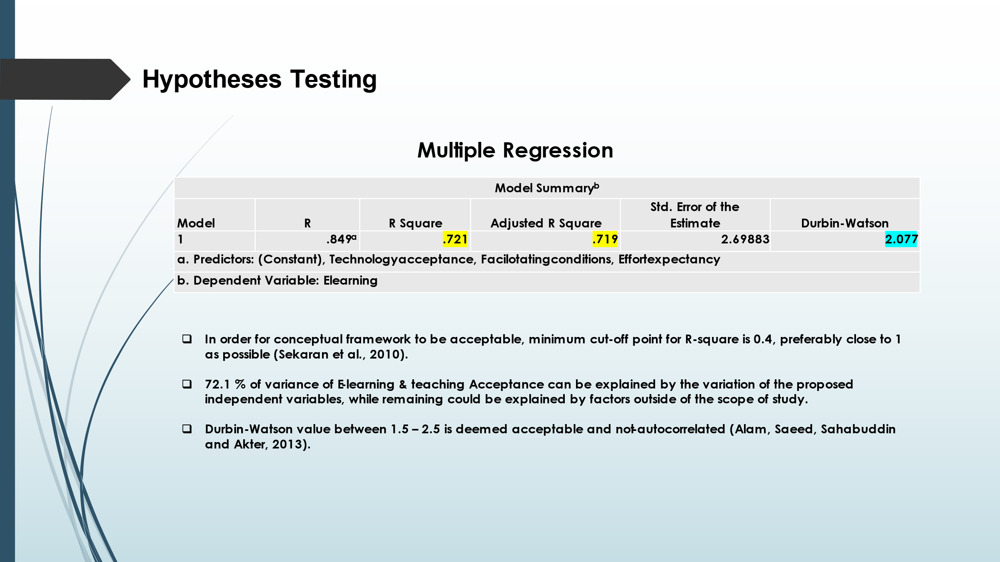 Hypotheses Testing
Multiple Regression
Model Summaryb
Model R R Square Adjusted R Square Std. Error of the Estimate Durbin-Watson
1 .849a .721 .719 2.69883 2.077
a. Predictors: (Constant), Technologyacceptance, Facilotatingconditions, Effortexpectancy
b. Dependent Variable: Elearning
❑ In order for conceptual framework to be acceptable, minimum cut-off point for R-square is 0.4, preferably close to 1
as possible (Sekaran et al., 2010).
❑ 72.1 % of variance of E-learning & teaching Acceptance can be explained by the variation of the proposed
independent variables, while remaining could be explained by factors outside of the scope of study.
❑ Durbin-Watson value between 1.5 – 2.5 is deemed acceptable and not-autocorrelated (Alam, Saeed, Sahabuddin
and Akter, 2013).